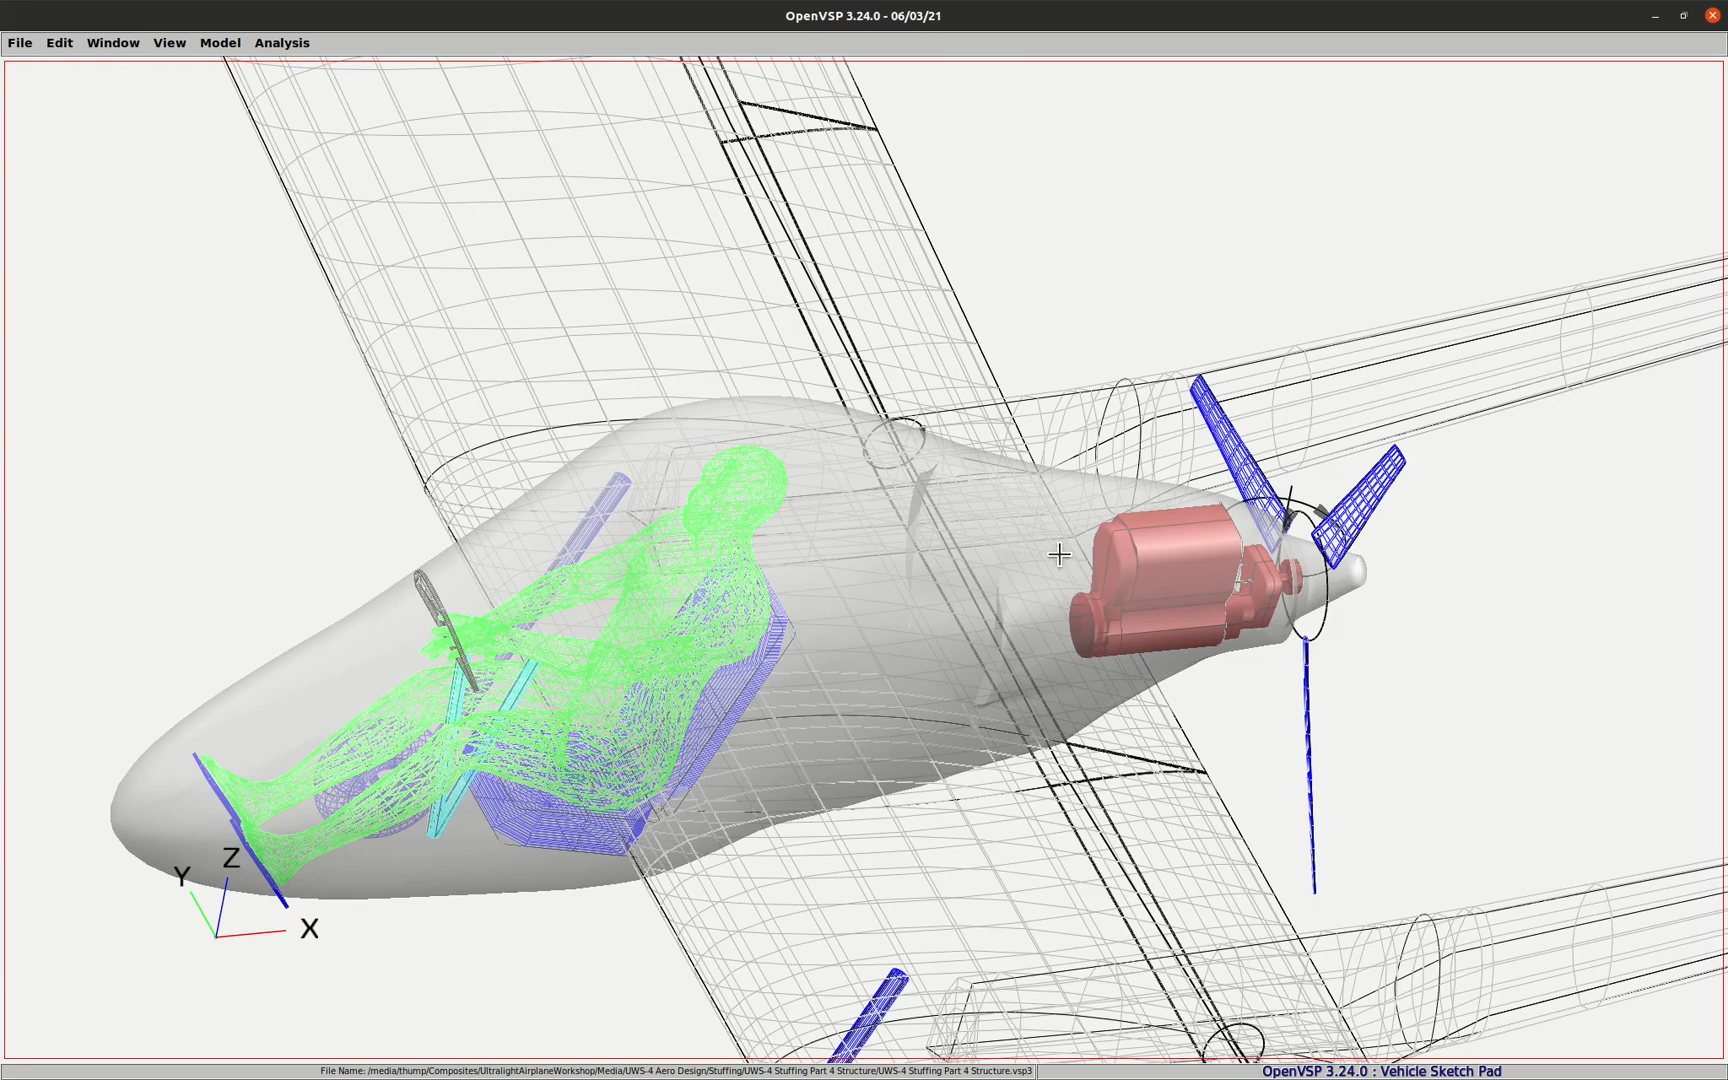 OpenVSP 3.24.0 - 06/03/21
File Edit Window View Model Analysis
Z
Y
X
File Name: /media/thump/Composites/UltralightAirplaneWorkshop/Media/UWS-4 Aero Design/Stuffing/UWS-4 Stuffing Part 4 Structure/UWS-4 Stuffing Part 4 Structure.vsp3
OpenVSP 3.24.0 : Vehicle Sketch Pad